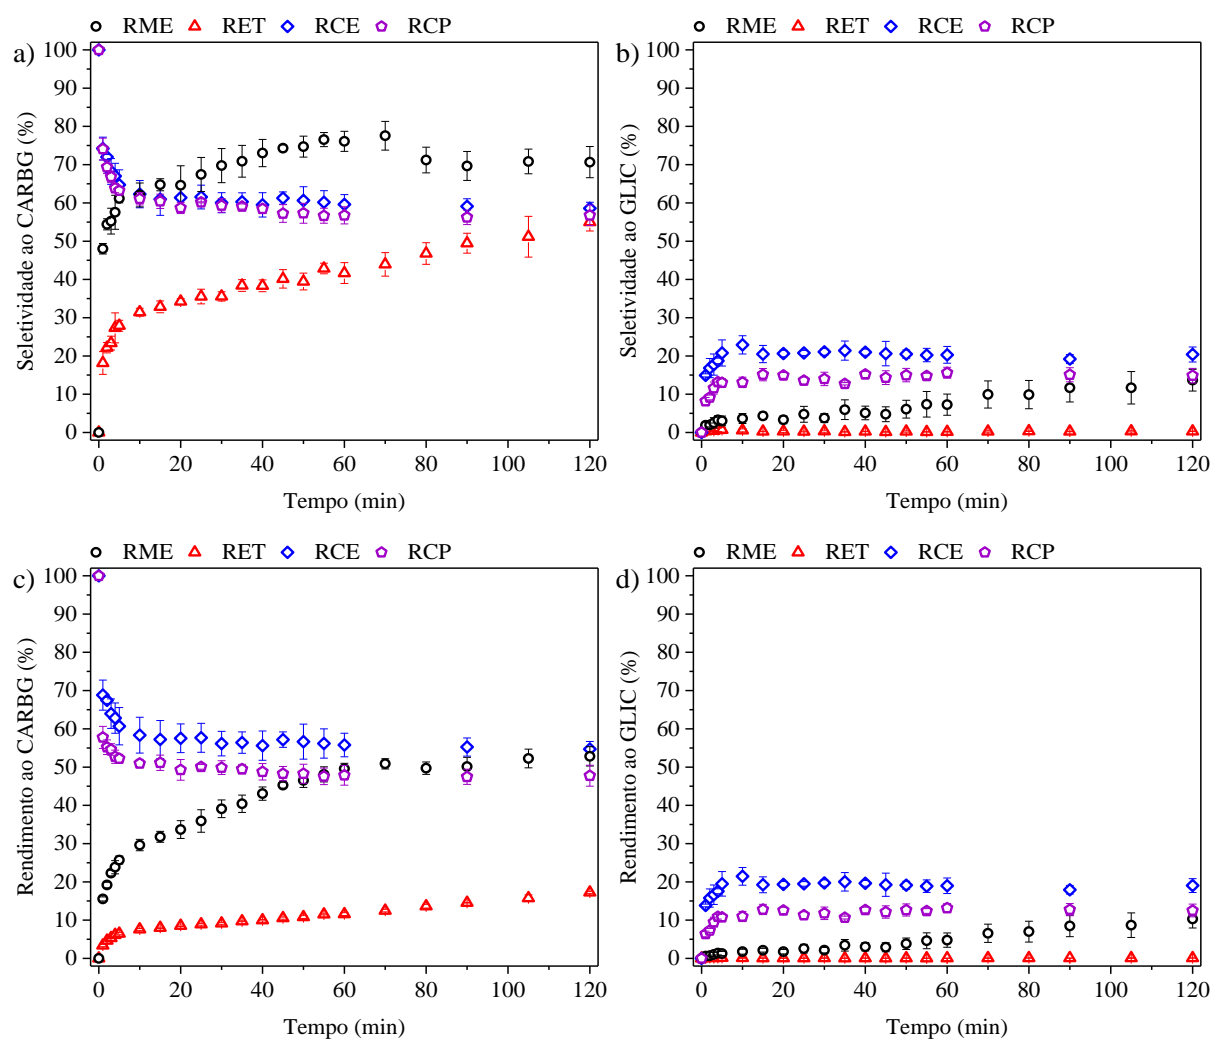 RME RET RCE RCP
a)
100
90
80
70
60
50
40
30
20
10
0
Seletividade ao CARBG (%)
0 20 40 60 80 100 120
Tempo (min)
RME RET RCE RCP
b)
100
90
80
70
60
50
40
30
20
10
0
Seletividade ao GLIC (%)
0 20 40 60 80 100 120
Tempo (min)
RME RET RCE RCP
c)
100
90
80
70
60
50
40
30
20
10
0
Rendimento ao CARBG (%)
0 20 40 60 80 100 120
Tempo (min)
RME RET RCE RCP
d)
100
90
80
70
60
50
40
30
20
10
0
Rendimento ao GLIC (%)
0 20 40 60 80 100 120
Tempo (min)